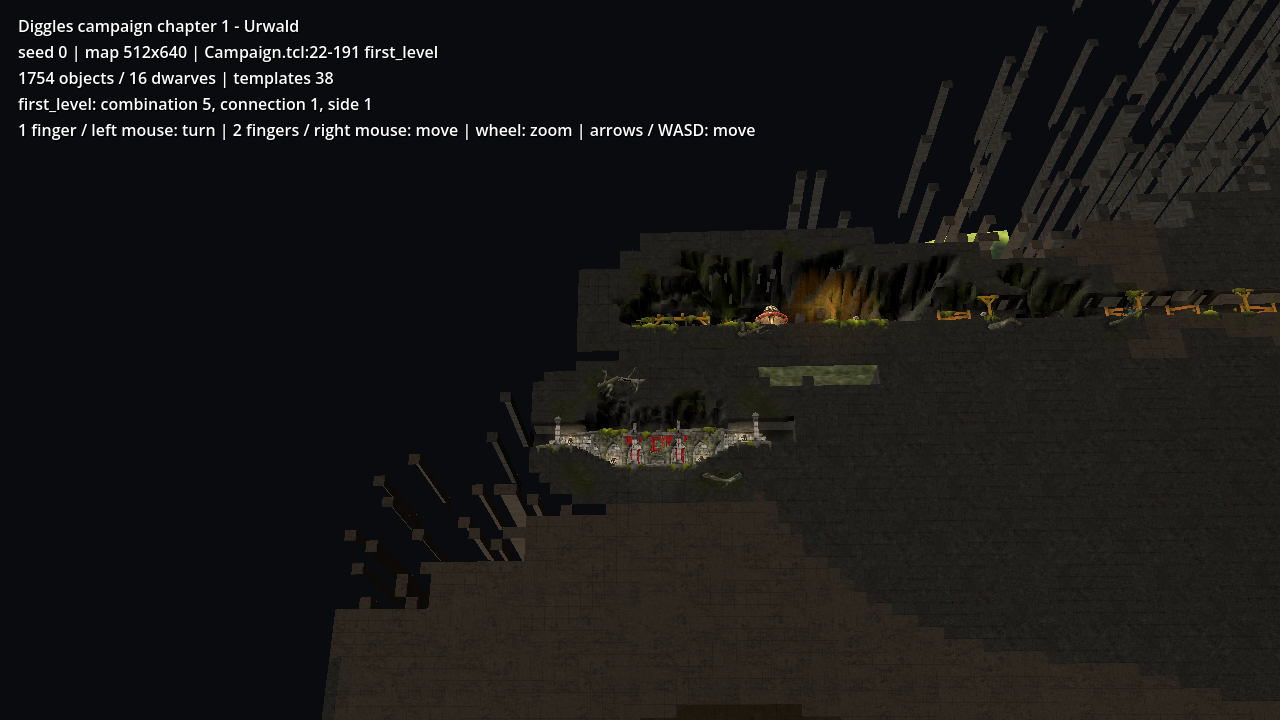 Diggles campaign chapter 1 - Urwald
seed 0 | map 512x640 | Campaign.tcl:22-191 first_level
1754 objects / 16 dwarves | templates 38
first_level: combination 5, connection 1, side 1
1 finger / left mouse: turn | 2 fingers / right mouse: move | wheel: zoom | arrows / WASD: move